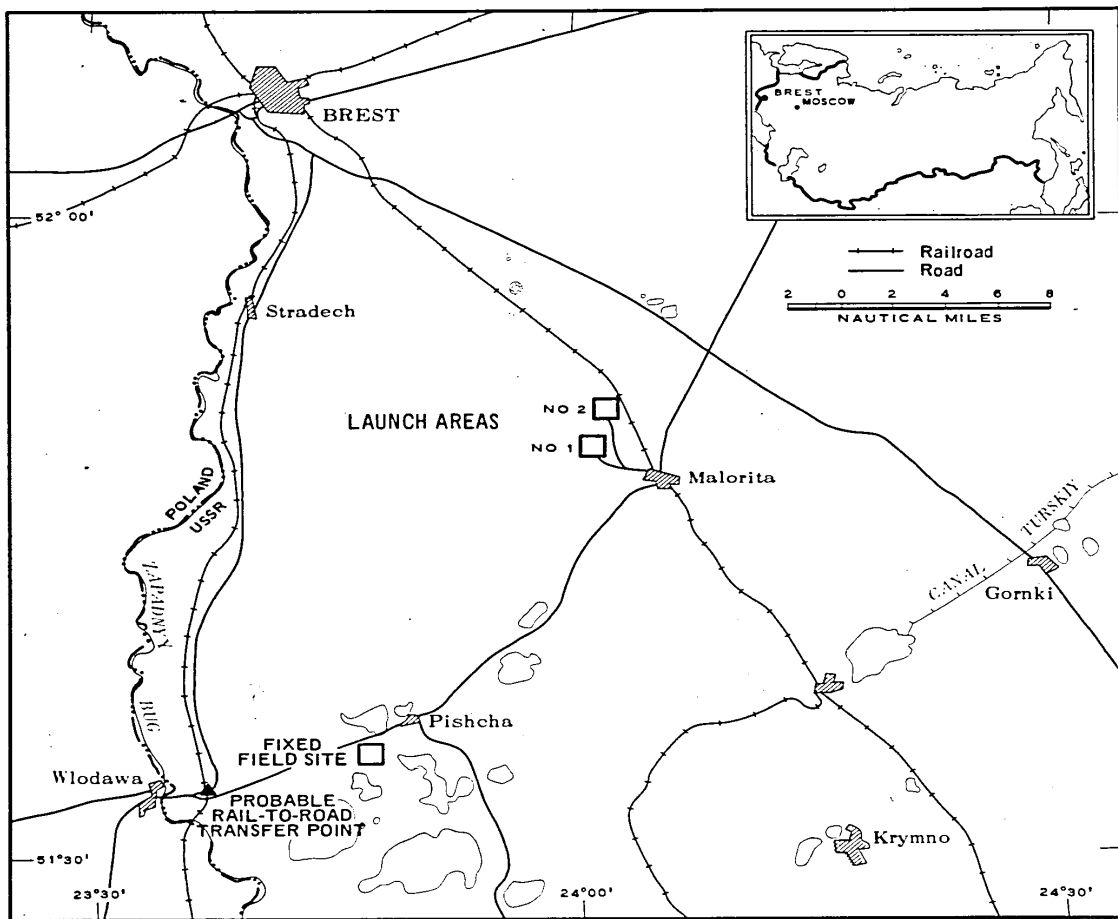 BREST
BREST
MOSCOW
52° 00'
Railroad
Road
2 0 2 4 6 8
NAUTICAL MILES
Stradech
LAUNCH AREAS
NO 2
NO 1
Malorita
POLAND
USSR
CANAL TURSKIY
Gornki
ZAPADNYY
BUG
Pishcha
FIXED
FIELD SITE
Wlodawa
PROBABLE
RAIL-TO-ROAD
TRANSFER POINT
Krymno
51° 30'
23° 30'
24° 00'
24° 30'